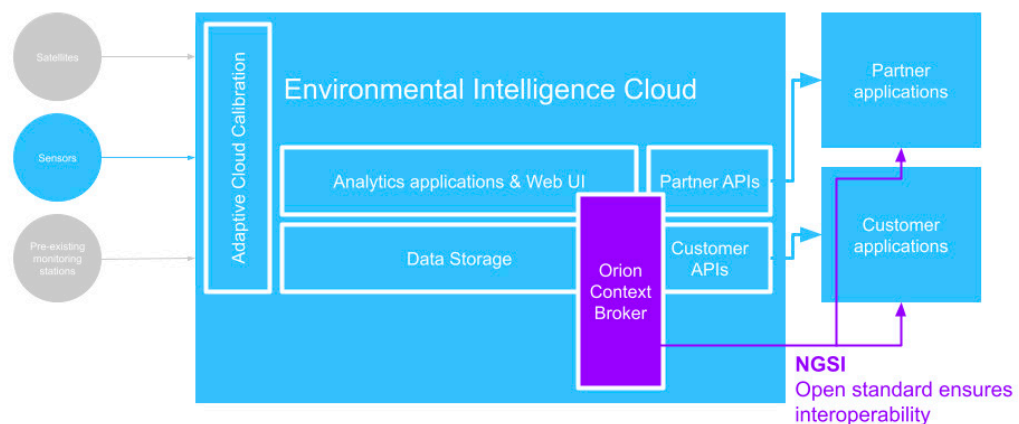 Satellites
Sensors
Pre-existing
monitoring
stations
Adaptive Cloud Calibration
Environmental Intelligence Cloud
Analytics applications & Web UI
Partner APIs
Data Storage
Customer
APIs
Orion
Context
Broker
Partner
applications
Customer
applications
NGSI
Open standard ensures
interoperability